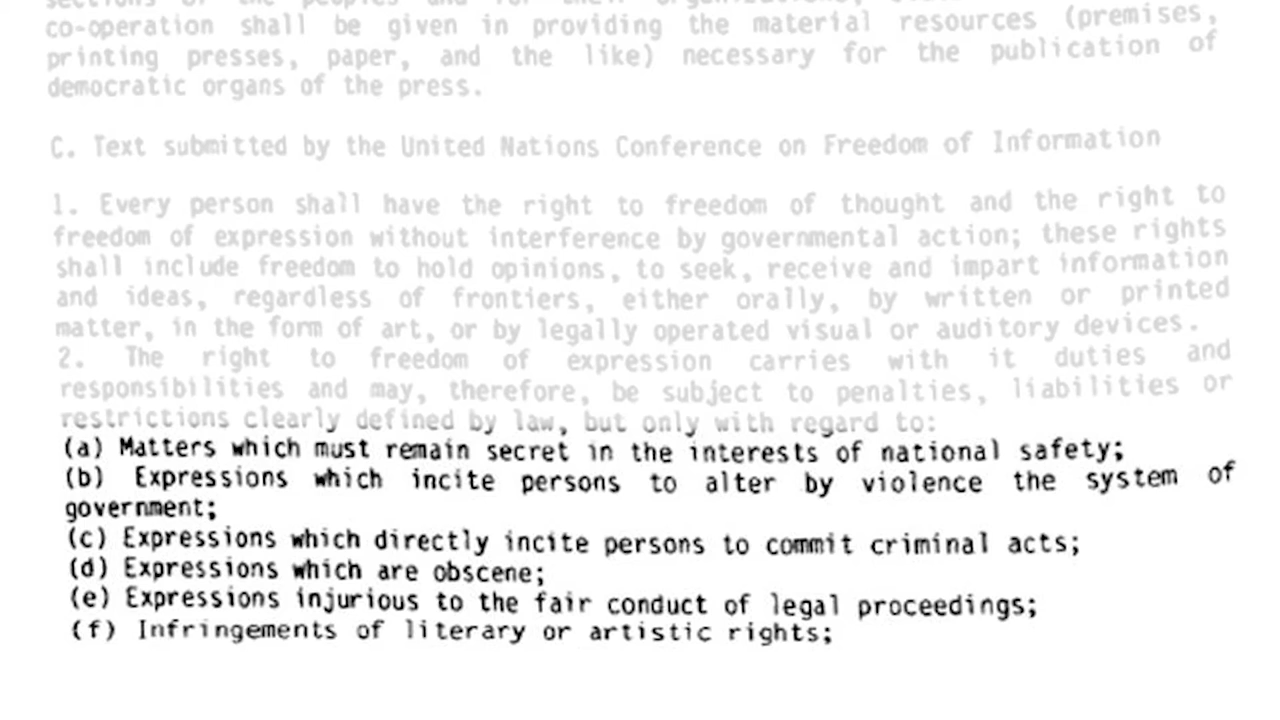 sections of the peoples and for their
co-operation shall be given in providing the material resources (premises,
printing presses, paper, and the like) necessary for the publication of
democratic organs of the press.
C. Text submitted by the United Nations Conference on Freedom of Information
1. Every person shall have the right to freedom of thought and the right to
freedom of expression without interference by governmental action; these rights
shall include freedom to hold opinions, to seek, receive and impart information
and ideas, regardless of frontiers, either orally, by written or printed
matter, in the form of art, or by legally operated visual or auditory devices.
2. The right to freedom of expression carries with it duties and
responsibilities and may, therefore, be subject to penalties, liabilities or
restrictions clearly defined by law, but only with regard to:
(a) Matters which must remain secret in the interests of national safety;
(b) Expressions which incite persons to alter by violence the system of
government;
(c) Expressions which directly incite persons to commit criminal acts;
(d) Expressions which are obscene;
(e) Expressions injurious to the fair conduct of legal proceedings;
(f) Infringements of literary or artistic rights;